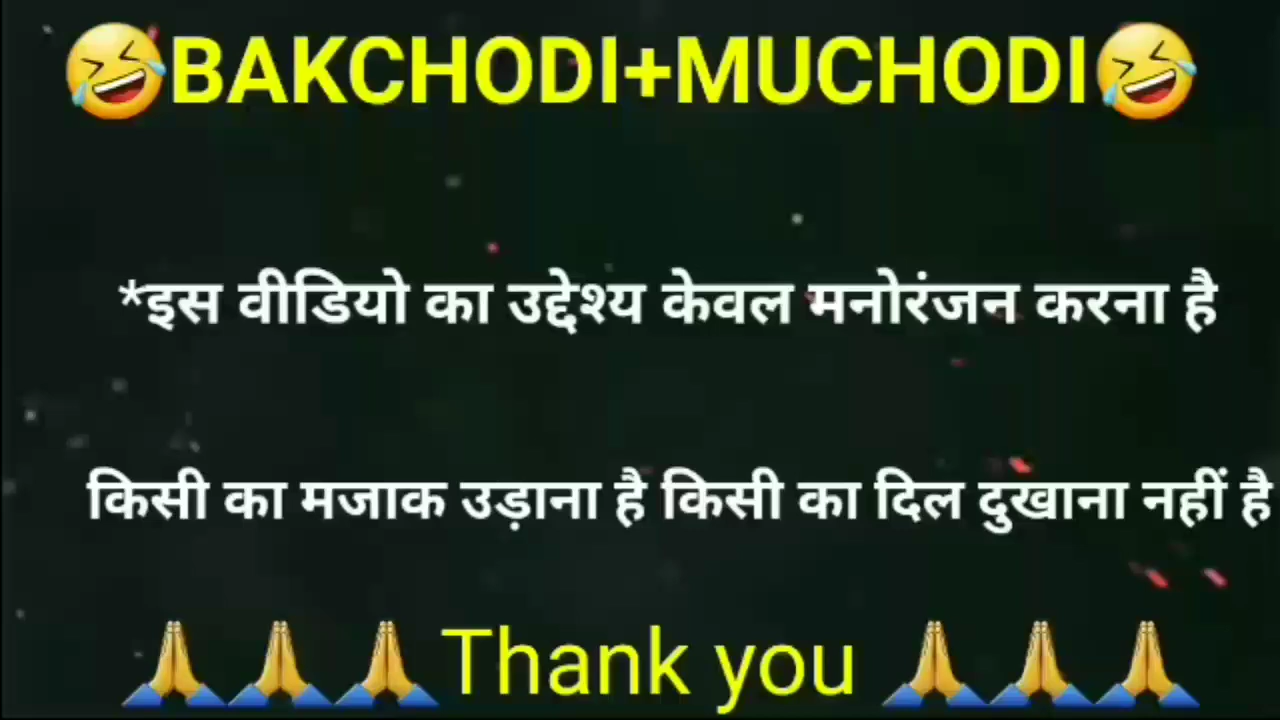 🤣BAKCHODI+MUCHODI🤣
*इस वीडियो का उद्देश्य केवल मनोरंजन करना है
किसी का मजाक उड़ाना है किसी का दिल दुखाना नहीं है
🙏🙏🙏Thank you 🙏🙏🙏